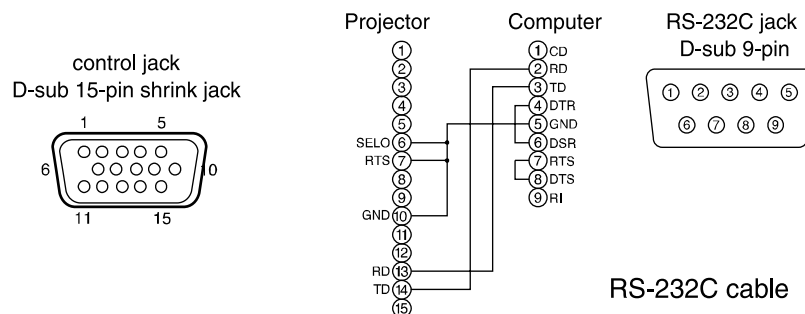 control jack
D-sub 15-pin shrink jack
1 5
6 10
11 15
Projector
1
2
3
4
5
SELO 6
RTS 7
8
9
GND 10
11
12
RD 13
TD 14
15
Computer
1 CD
2 RD
3 TD
4 DTR
5 GND
6 DSR
7 RTS
8 DTS
9 RI
RS-232C jack
D-sub 9-pin
1 2 3 4 5
6 7 8 9
RS-232C cable